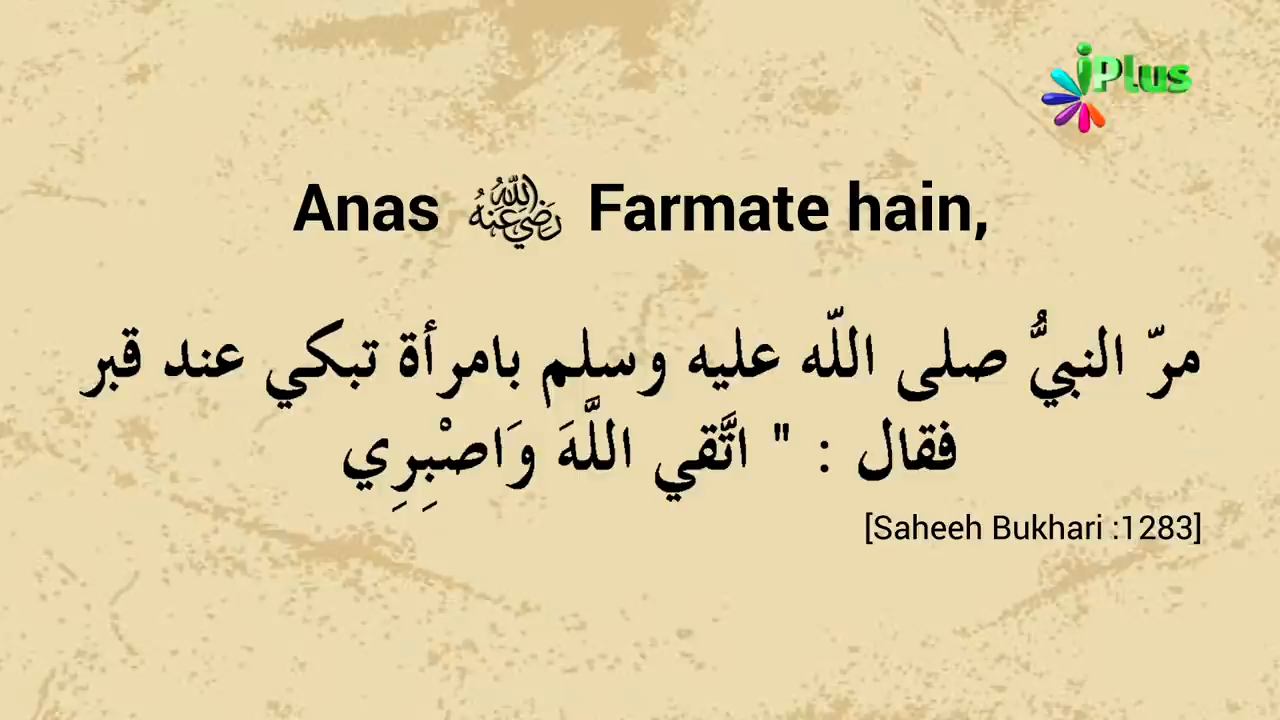 iPlus
Anas رضي الله عنه Farmate hain,
مرّ النبيُّ صلى اللّه عليه وسلم بامرأة تبكي عند قبر
فقال : " اتَّقي اللَّهَ وَاصْبِرِي
[Saheeh Bukhari :1283]